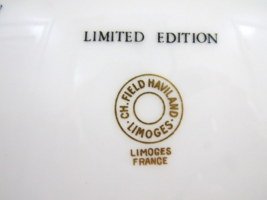 LIMITED EDITION
CH. FIELD HAVILAND
LIMOGES
LIMOGES
FRANCE